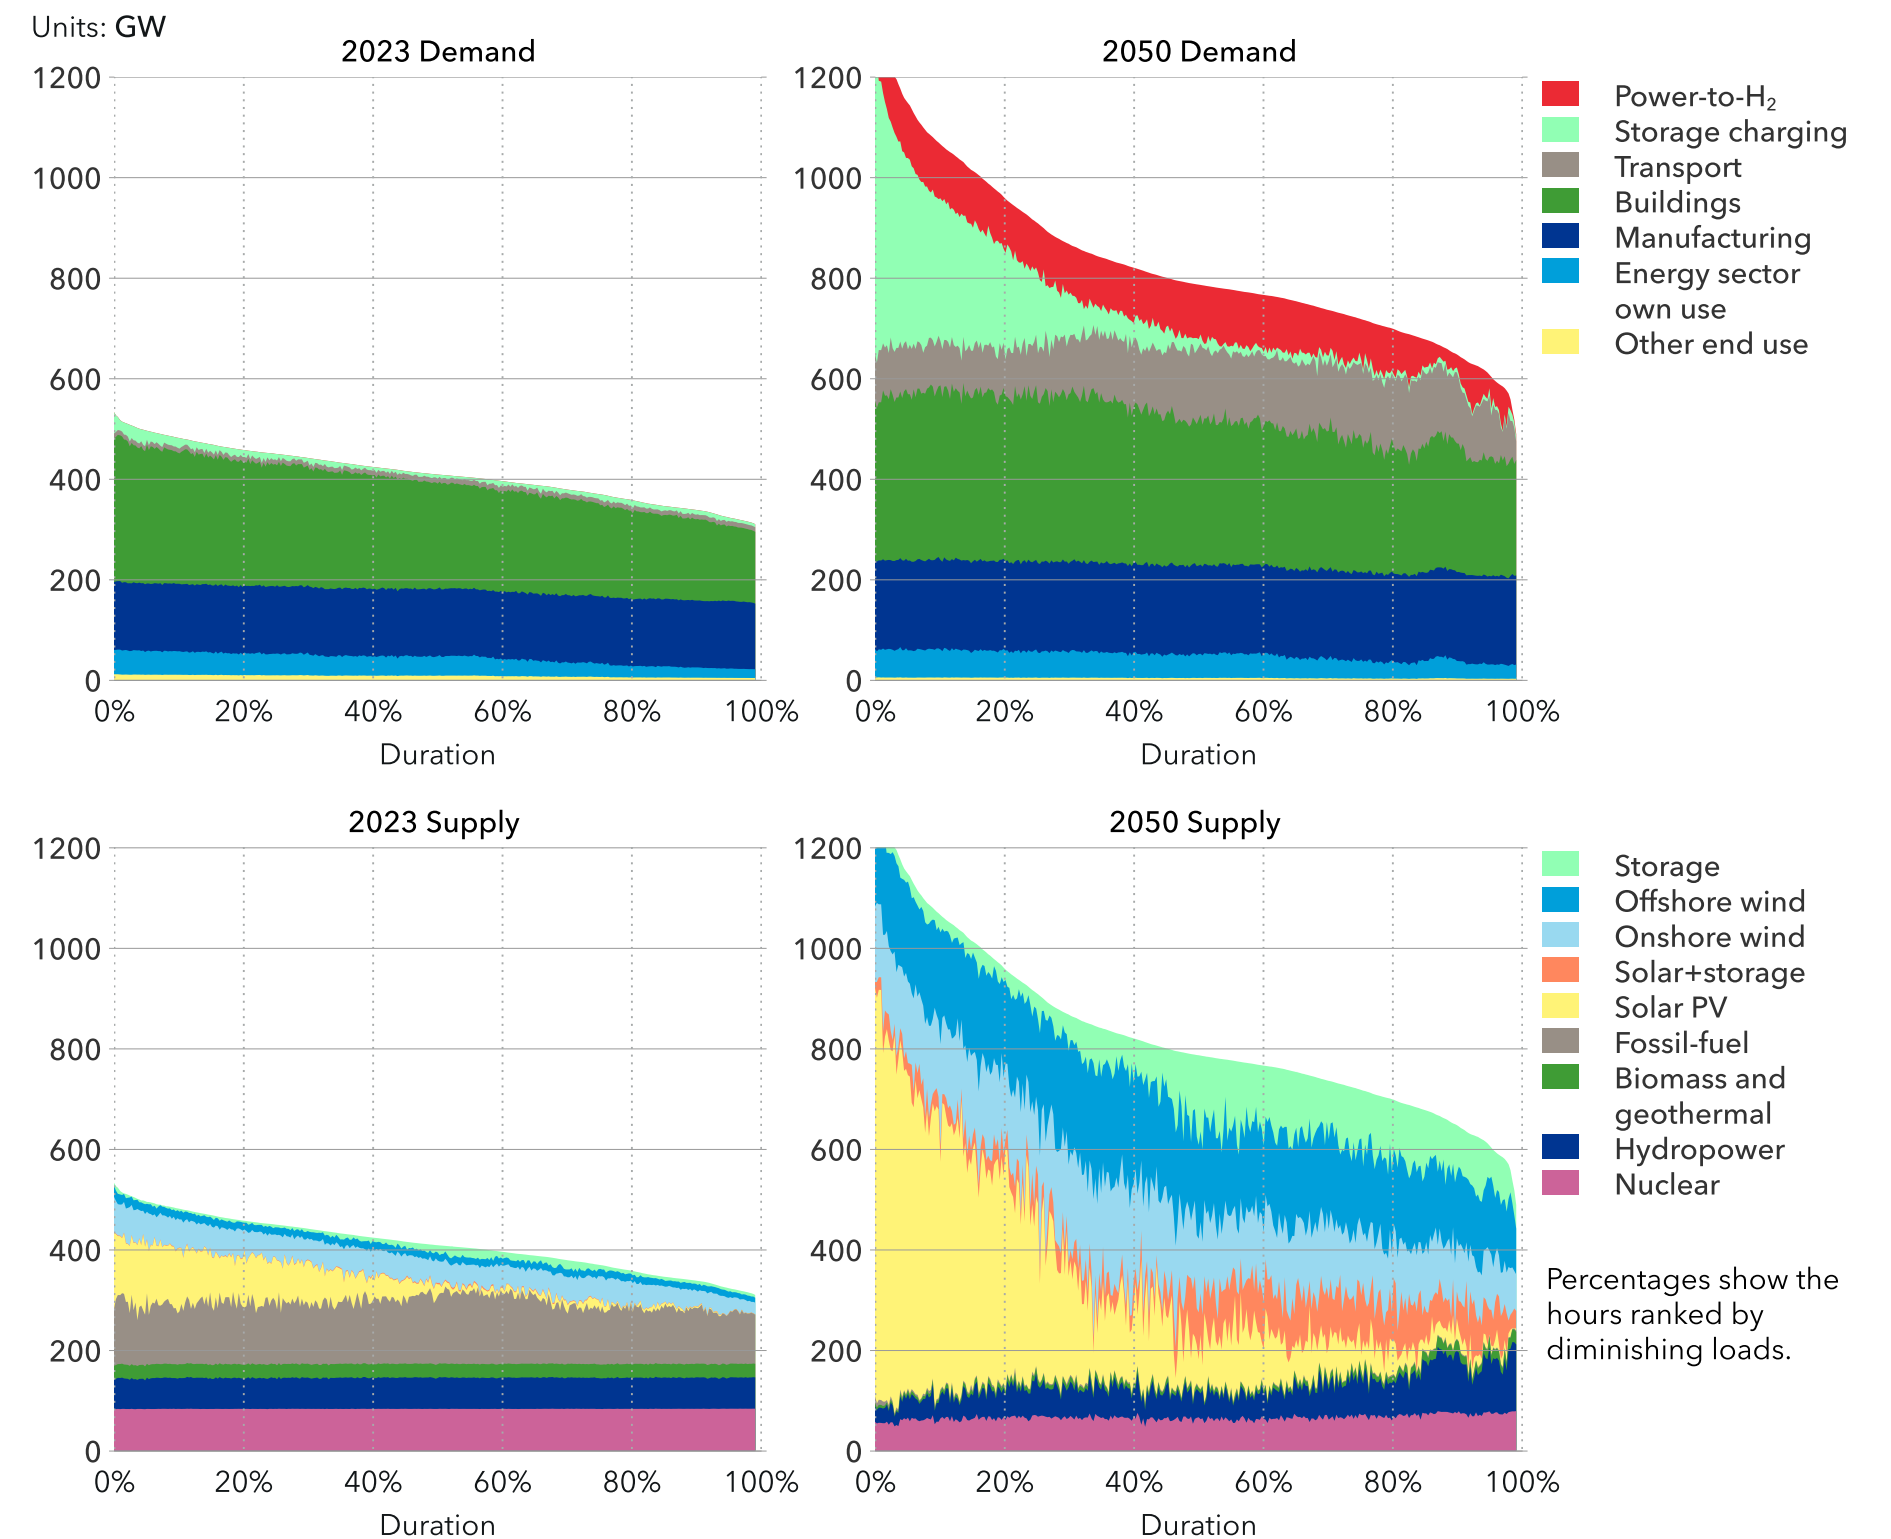 Units: GW
2023 Demand
1200
1000
800
600
400
200
0
0% 20% 40% 60% 80% 100%
Duration
2050 Demand
1200
1000
800
600
400
200
0
0% 20% 40% 60% 80% 100%
Duration
Power-to-H₂
Storage charging
Transport
Buildings
Manufacturing
Energy sector
own use
Other end use
2023 Supply
1200
1000
800
600
400
200
0
0% 20% 40% 60% 80% 100%
Duration
2050 Supply
1200
1000
800
600
400
200
0
0% 20% 40% 60% 80% 100%
Duration
Storage
Offshore wind
Onshore wind
Solar+storage
Solar PV
Fossil-fuel
Biomass and
geothermal
Hydropower
Nuclear
Percentages show the
hours ranked by
diminishing loads.